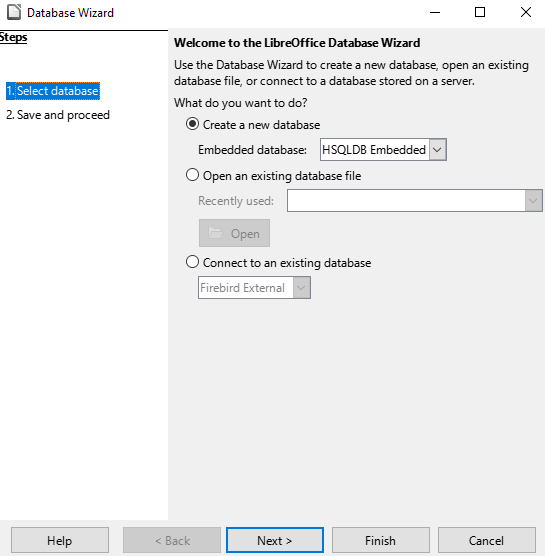 Database Wizard
Steps
1. Select database
2. Save and proceed
Welcome to the LibreOffice Database Wizard
Use the Database Wizard to create a new database, open an existing
database file, or connect to a database stored on a server.
What do you want to do?
Create a new database
Embedded database: HSQLDB Embedded
Open an existing database file
Recently used:
Open
Connect to an existing database
Firebird External
Help < Back Next > Finish Cancel